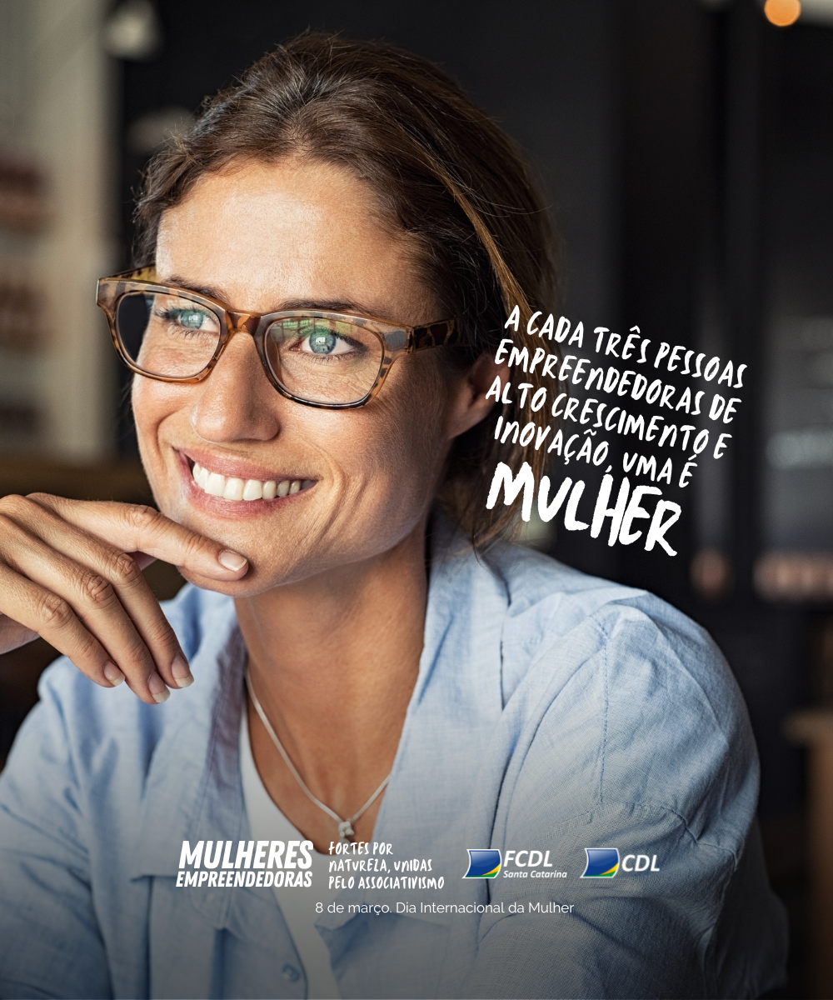 A CADA TRÊS PESSOAS
EMPREENDEDORAS DE
ALTO CRESCIMENTO E
INOVAÇÃO, UMA É
MULHER
MULHERES
EMPREENDEDORAS
FORTES POR
NATUREZA, UNIDAS
PELO ASSOCIATIVISMO
FCDL
Santa Catarina
CDL
8 de março. Dia Internacional da Mulher